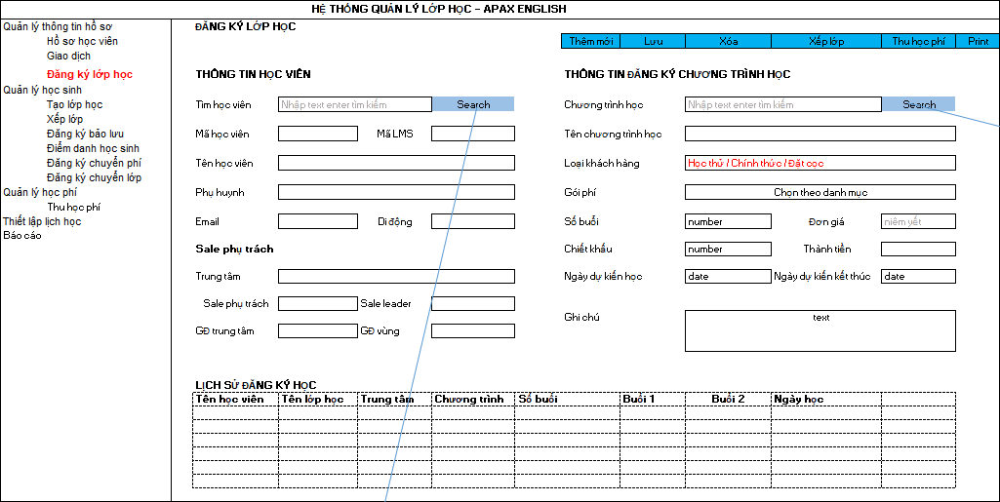 HỆ THỐNG QUẢN LÝ LỚP HỌC – APAX ENGLISH
Quản lý thông tin hồ sơ
Hồ sơ học viên
Giao dịch
Đăng ký lớp học
Quản lý học sinh
Tạo lớp học
Xếp lớp
Đăng ký bảo lưu
Điểm danh học sinh
Đăng ký chuyển phí
Đăng ký chuyển lớp
Quản lý học phí
Thu học phí
Thiết lập lịch học
Báo cáo
ĐĂNG KÝ LỚP HỌC
Thêm mới Lưu Xóa Xếp lớp Thu học phí Print
THÔNG TIN HỌC VIÊN
Tìm học viên Nhập text enter tìm kiếm Search
Mã học viên Mã LMS
Tên học viên
Phụ huynh
Email Di động
Sale phụ trách
Trung tâm
Sale phụ trách Sale leader
GĐ trung tâm GĐ vùng
THÔNG TIN ĐĂNG KÝ CHƯƠNG TRÌNH HỌC
Chương trình học Nhập text enter tìm kiếm Search
Tên chương trình học
Loại khách hàng Học thử / Chính thức / Đặt cọc
Gói phí Chọn theo danh mục
Số buổi number Đơn giá niêm yết
Chiết khấu number Thành tiền
Ngày dự kiến học date Ngày dự kiến kết thúc date
Ghi chú text
LỊCH SỬ ĐĂNG KÝ HỌC
Tên học viên Tên lớp học Trung tâm Chương trình Số buổi Buổi 1 Buổi 2 Ngày học